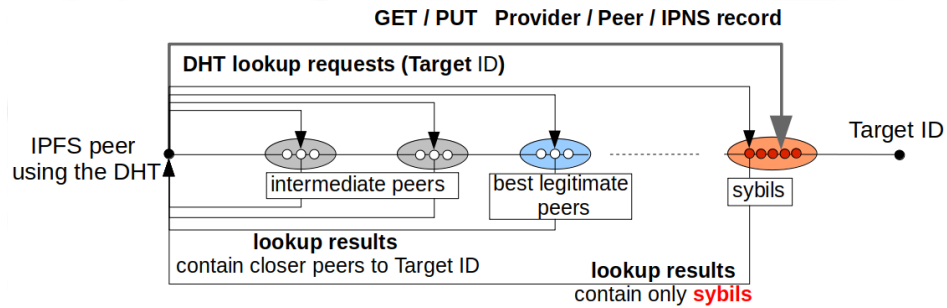 GET / PUT Provider / Peer / IPNS record
DHT lookup requests (Target ID)
IPFS peer
using the DHT
Target ID
intermediate peers
best legitimate
peers
sybils
lookup results
contain closer peers to Target ID
lookup results
contain only sybils